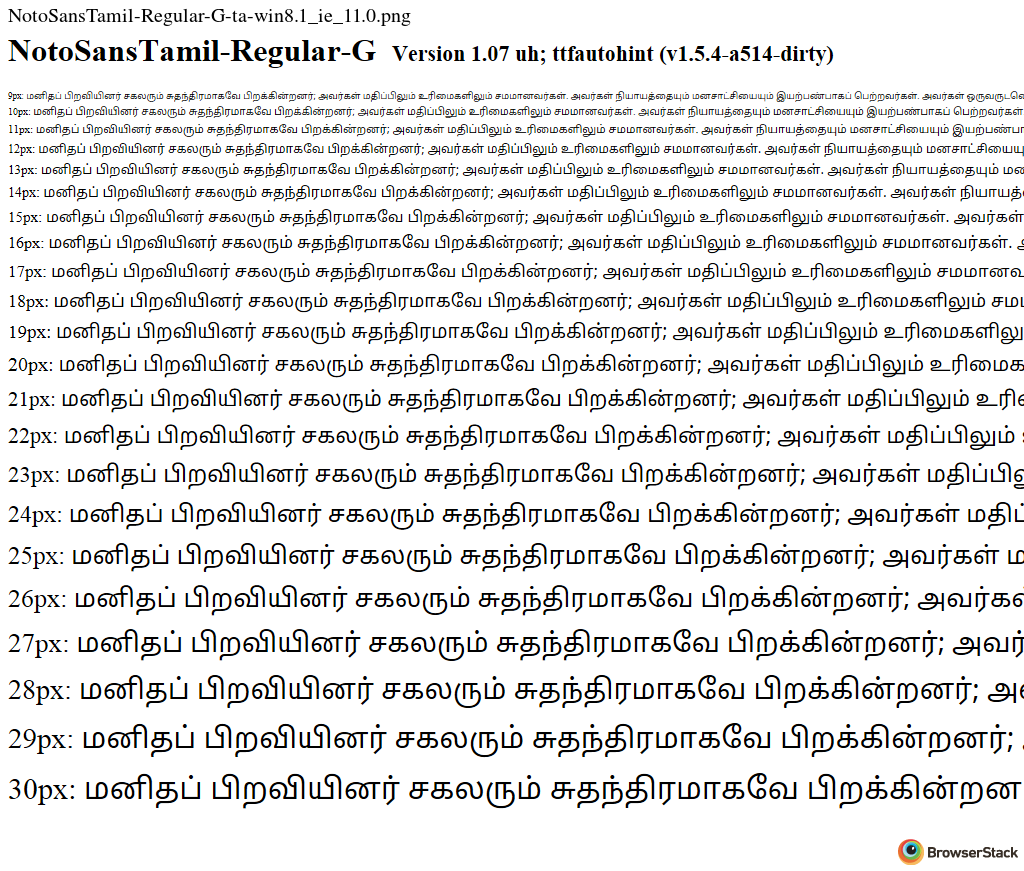 NotoSansTamil-Regular-G-ta-win8.1_ie_11.0.png
NotoSansTamil-Regular-G Version 1.07 uh; ttfautohint (v1.5.4-a514-dirty)
9px: மனிதப் பிறவியினர் சகலரும் சுதந்திரமாகவே பிறக்கின்றனர்; அவர்கள் மதிப்பிலும் உரிமைகளிலும் சமமானவர்கள். அவர்கள் நியாயத்தையும் மனசாட்சியையும் இயற்பண்பாகப் பெற்றவர்கள். அவர்கள்
10px: மனிதப் பிறவியினர் சகலரும் சுதந்திரமாகவே பிறக்கின்றனர்; அவர்கள் மதிப்பிலும் உரிமைகளிலும் சமமானவர்கள். அவர்கள் நியாயத்தையும் மனசாட்சியையும் இயற்பண்பாகப் பெற்றவர்கள்
11px: மனிதப் பிறவியினர் சகலரும் சுதந்திரமாகவே பிறக்கின்றனர்; அவர்கள் மதிப்பிலும் உரிமைகளிலும் சமமானவர்கள். அவர்கள் நியாயத்தையும் மனசாட்சியையும்
12px: மனிதப் பிறவியினர் சகலரும் சுதந்திரமாகவே பிறக்கின்றனர்; அவர்கள் மதிப்பிலும் உரிமைகளிலும் சமமானவர்கள். அவர்கள் நியாயத்தையும் மனசாட்சியையு
13px: மனிதப் பிறவியினர் சகலரும் சுதந்திரமாகவே பிறக்கின்றனர்; அவர்கள் மதிப்பிலும் உரிமைகளிலும் சமமானவர்கள். அவர்கள் நியாயத்தையும்
14px: மனிதப் பிறவியினர் சகலரும் சுதந்திரமாகவே பிறக்கின்றனர்; அவர்கள் மதிப்பிலும் உரிமைகளிலும் சமமானவர்கள். அவர்கள்
15px: மனிதப் பிறவியினர் சகலரும் சுதந்திரமாகவே பிறக்கின்றனர்; அவர்கள் மதிப்பிலும் உரிமைகளிலும் சமமானவர்கள். அவர்கள்
16px: மனிதப் பிறவியினர் சகலரும் சுதந்திரமாகவே பிறக்கின்றனர்; அவர்கள் மதிப்பிலும் உரிமைகளிலும் சமமானவர்கள்.
17px: மனிதப் பிறவியினர் சகலரும் சுதந்திரமாகவே பிறக்கின்றனர்; அவர்கள் மதிப்பிலும் உரிமைகளிலும் சமமானவ
18px: மனிதப் பிறவியினர் சகலரும் சுதந்திரமாகவே பிறக்கின்றனர்; அவர்கள் மதிப்பிலும் உரிமைகளிலும்
19px: மனிதப் பிறவியினர் சகலரும் சுதந்திரமாகவே பிறக்கின்றனர்; அவர்கள் மதிப்பிலும் உரிமைகளிலு
20px: மனிதப் பிறவியினர் சகலரும் சுதந்திரமாகவே பிறக்கின்றனர்; அவர்கள் மதிப்பிலும் உரிமைக
21px: மனிதப் பிறவியினர் சகலரும் சுதந்திரமாகவே பிறக்கின்றனர்; அவர்கள் மதிப்பிலும்
22px: மனிதப் பிறவியினர் சகலரும் சுதந்திரமாகவே பிறக்கின்றனர்; அவர்கள் மதிப்பிலும்
23px: மனிதப் பிறவியினர் சகலரும் சுதந்திரமாகவே பிறக்கின்றனர்; அவர்கள் மதிப்பிலு
24px: மனிதப் பிறவியினர் சகலரும் சுதந்திரமாகவே பிறக்கின்றனர்; அவர்கள் மதிப்
25px: மனிதப் பிறவியினர் சகலரும் சுதந்திரமாகவே பிறக்கின்றனர்; அவர்கள் ம
26px: மனிதப் பிறவியினர் சகலரும் சுதந்திரமாகவே பிறக்கின்றனர்; அவர்கள்
27px: மனிதப் பிறவியினர் சகலரும் சுதந்திரமாகவே பிறக்கின்றனர்; அவர்
28px: மனிதப் பிறவியினர் சகலரும் சுதந்திரமாகவே பிறக்கின்றனர்; அவ
29px: மனிதப் பிறவியினர் சகலரும் சுதந்திரமாகவே பிறக்கின்றனர்;
30px: மனிதப் பிறவியினர் சகலரும் சுதந்திரமாகவே பிறக்கின்றன
BrowserStack